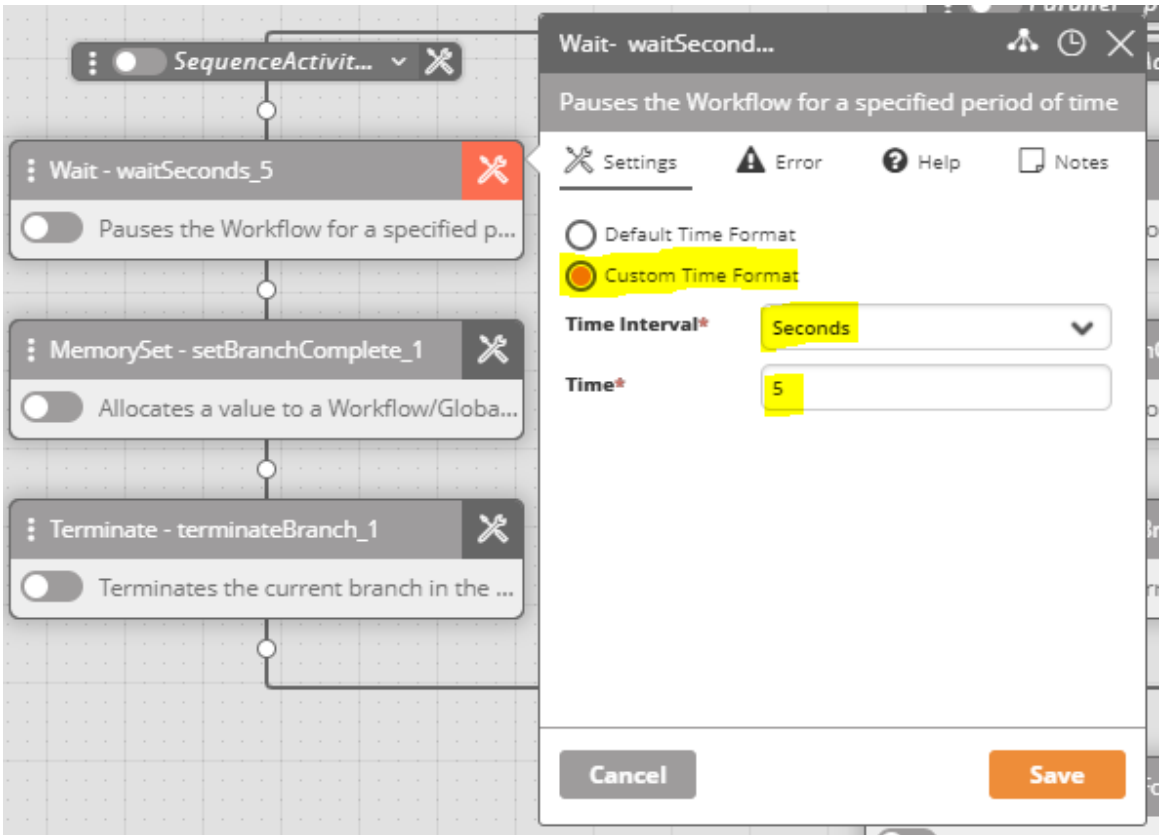 SequenceActivit...
Wait - waitSeconds_5
Pauses the Workflow for a specified p...
MemorySet - setBranchComplete_1
Allocates a value to a Workflow/Globa...
Terminate - terminateBranch_1
Terminates the current branch in the ...
Wait- waitSecond...
Pauses the Workflow for a specified period of time
Settings Error Help Notes
Default Time Format
Custom Time Format
Time Interval* Seconds
Time* 5
Cancel Save